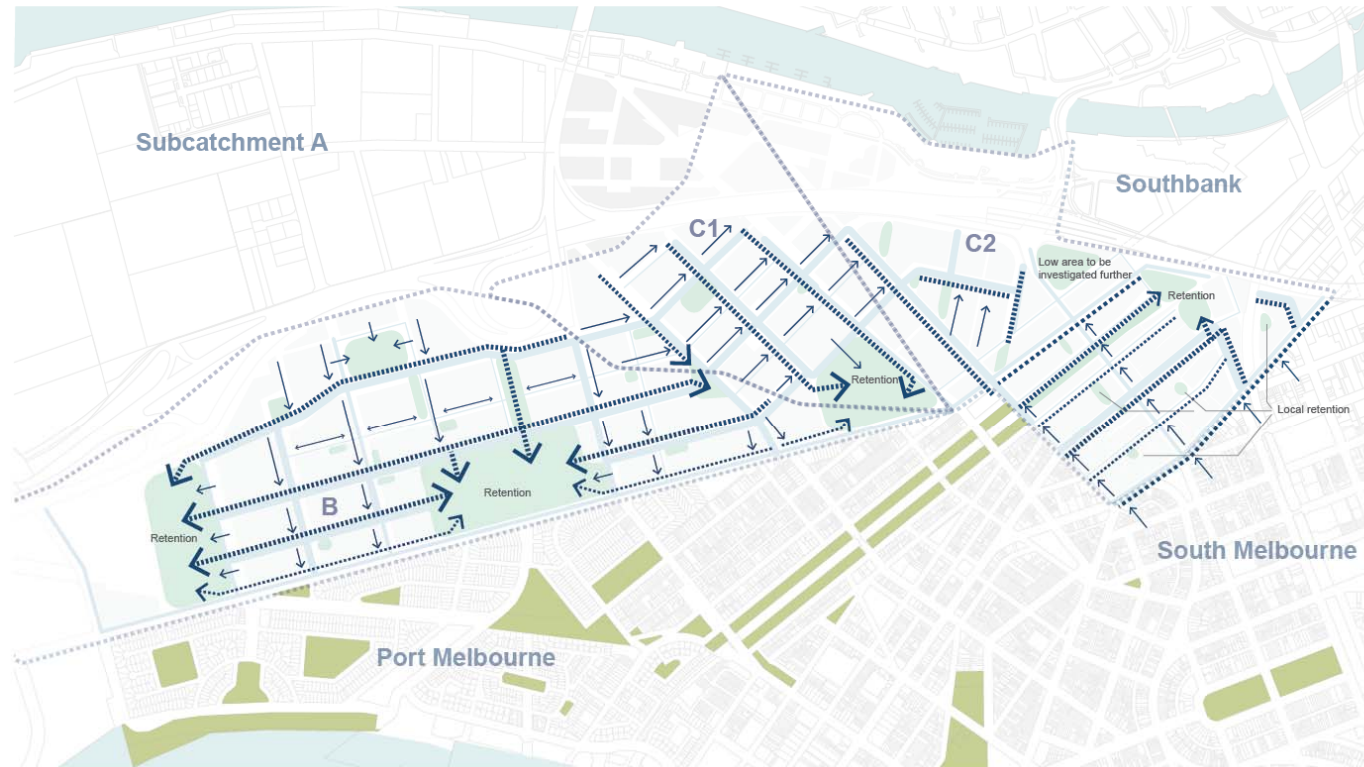 Subcatchment A
Southbank
C1
C2
Low area to be
investigated further
Retention
Retention
Local retention
Retention
B
Retention
South Melbourne
Port Melbourne